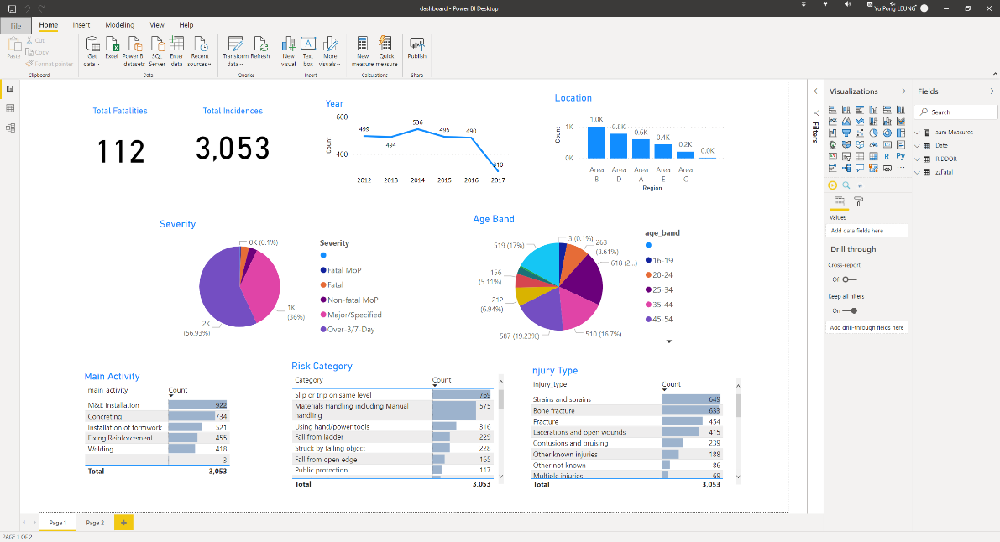 dashboard - Power BI Desktop
Yu Pong LEUNG
File Home Insert Modeling View Help
Paste
Cut
Copy
Format painter
Clipboard
Get data
Excel
Power BI datasets
SQL Server
Enter data
Recent sources
Data
Transform data
Refresh
Queries
New visual
Text box
More visuals
Insert
New measure
Quick measure
Calculations
Publish
Share
Total Fatalities
112
Total Incidences
3,053
Year
Count
600
400
499
494
536
495
490
310
2012 2013 2014 2015 2016 2017
Location
Count
1K
0K
1.0K
0.8K
0.6K
0.4K
0.2K
0.0K
Area B
Area D
Area A
Area E
Area C
Region
Severity
0K (0.1%)
1K (36%)
2K (56.93%)
Severity
Fatal MoP
Fatal
Non-fatal MoP
Major/Specified
Over 3/7 Day
Age Band
3 (0.1%)
263 (8.61%)
618 (2...)
510 (16.7%)
587 (19.23%)
212 (6.94%)
156 (5.11%)
519 (17%)
age_band
16-19
20-24
25-34
35-44
45-54
Main Activity
main_activity Count
M&E Installation 922
Concreting 734
Installation of formwork 521
Fixing Reinforcement 455
Welding 418
3
Total 3,053
Risk Category
Category Count
Slip or trip on same level 769
Materials Handling including Manual handling 575
Using hand/power tools 316
Fall from ladder 229
Struck by falling object 228
Fall from open edge 165
Public protection 117
Total 3,053
Injury Type
injury_type Count
Strains and sprains 649
Bone fracture 633
Fracture 454
Lacerations and open wounds 415
Contusions and bruising 239
Other known injuries 188
Other not known 86
Multiple injuries 69
Total 3,053
Filters
Visualizations
R Py
Values
Add data fields here
Drill through
Cross-report
Off
Keep all filters
On
Add drill-through fields here
Fields
Search
aam Measures
Date
RIDDOR
zzFatal
Page 1 Page 2 +
PAGE 1 OF 2